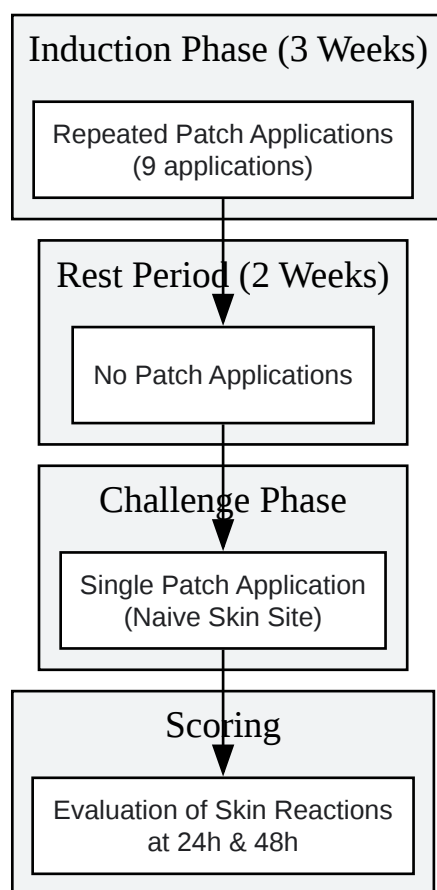 Induction Phase (3 Weeks)
Repeated Patch Applications
(9 applications)
Rest Period (2 Weeks)
No Patch Applications
Challenge Phase
Single Patch Application
(Naive Skin Site)
Scoring
Evaluation of Skin Reactions
at 24h & 48h